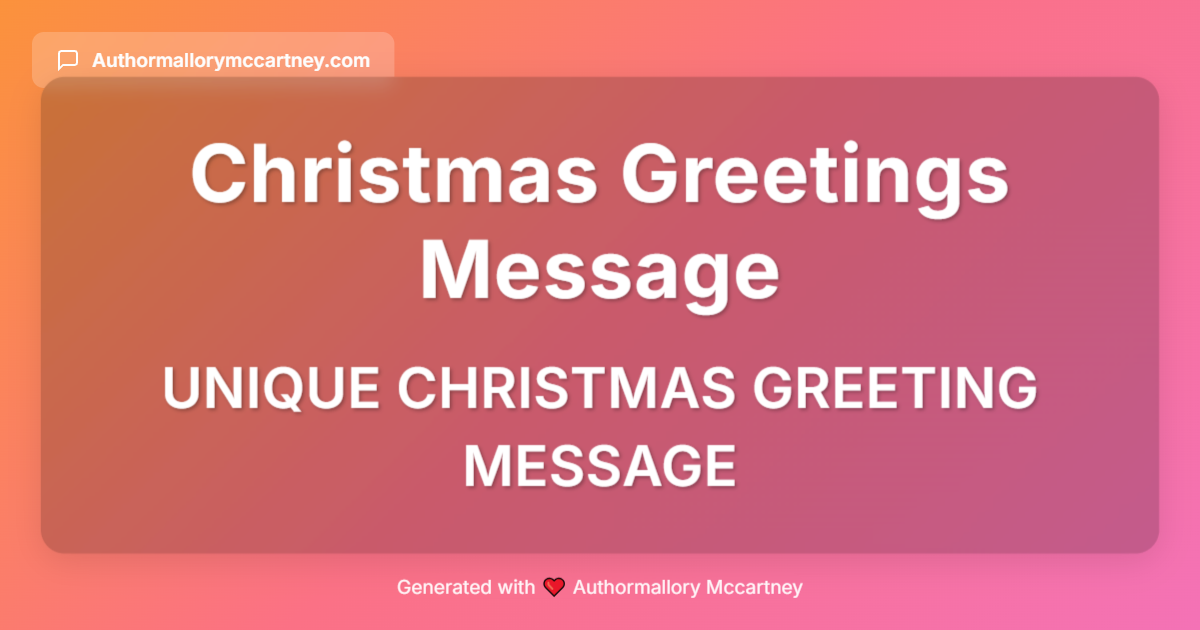 Authormallorymccartney.com
Christmas Greetings
Message
UNIQUE CHRISTMAS GREETING
MESSAGE
Generated with ❤️ Authormallory Mccartney